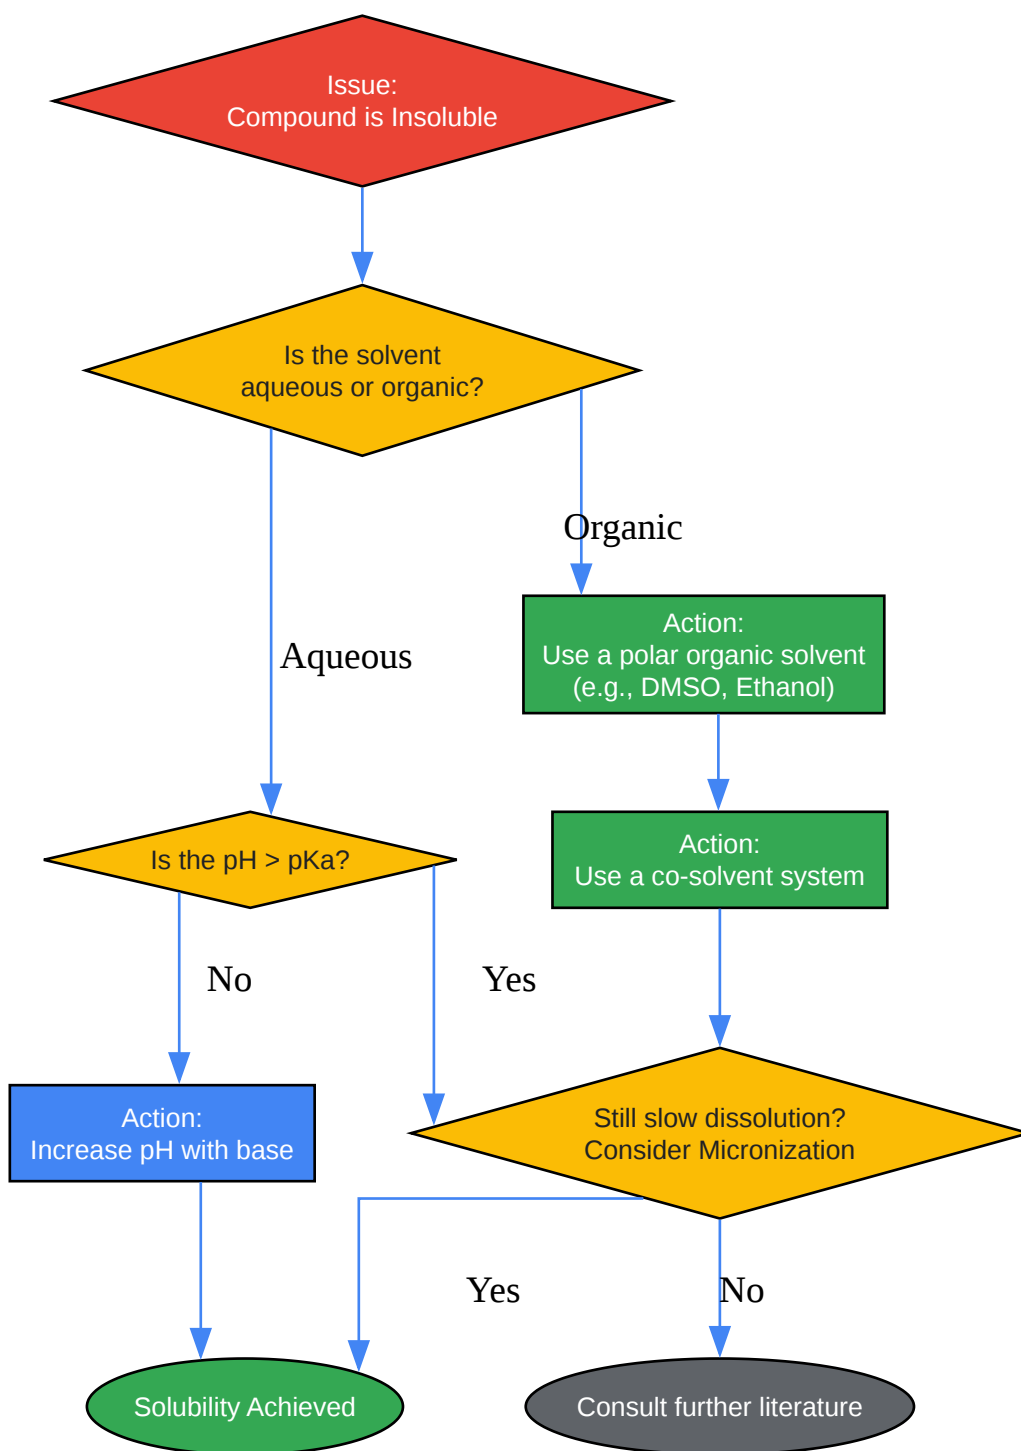 Issue:
Compound is Insoluble
Is the solvent
aqueous or organic?
Organic
Action:
Use a polar organic solvent
(e.g., DMSO, Ethanol)
Aqueous
Is the pH > pKa?
Action:
Use a co-solvent system
No
Yes
Action:
Increase pH with base
Still slow dissolution?
Consider Micronization
Yes
No
Solubility Achieved
Consult further literature